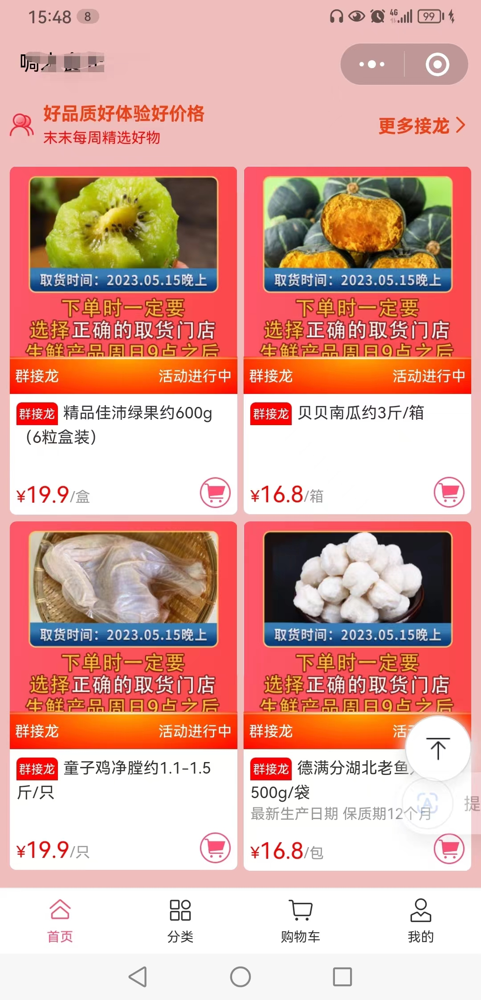 15:48 8
4G 99
好品质好体验好价格
末末每周精选好物
更多接龙
取货时间：2023.05.15晚上
下单时一定要
选择正确的取货门店
生鲜产品周日9点之后
群接龙 活动进行中
群接龙 精品佳沛绿果约600g
（6粒盒装）
¥19.9/盒
取货时间：2023.05.15晚上
下单时一定要
选择正确的取货门店
生鲜产品周日9点之后
群接龙 活动进行中
群接龙 贝贝南瓜约3斤/箱
¥16.8/箱
取货时间：2023.05.15晚上
下单时一定要
选择正确的取货门店
生鲜产品周日9点之后
群接龙 活动进行中
群接龙 童子鸡净膛约1.1-1.5
斤/只
¥19.9/只
取货时间：2023.05.15晚上
下单时一定要
选择正确的取货门店
生鲜产品周日9点之后
群接龙 活
群接龙 德满分湖北老鱼
500g/袋
最新生产日期 保质期12个月
A 提
¥16.8/包
首页
分类
购物车
我的